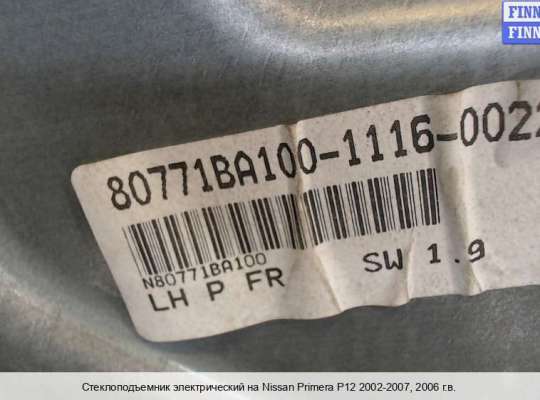 FINN
FINN
80771BA100-1116-0022
N80771BA100
LH P FR
SW 1.9
Стеклоподъемник электрический на Nissan Primera P12 2002-2007, 2006 г.в.